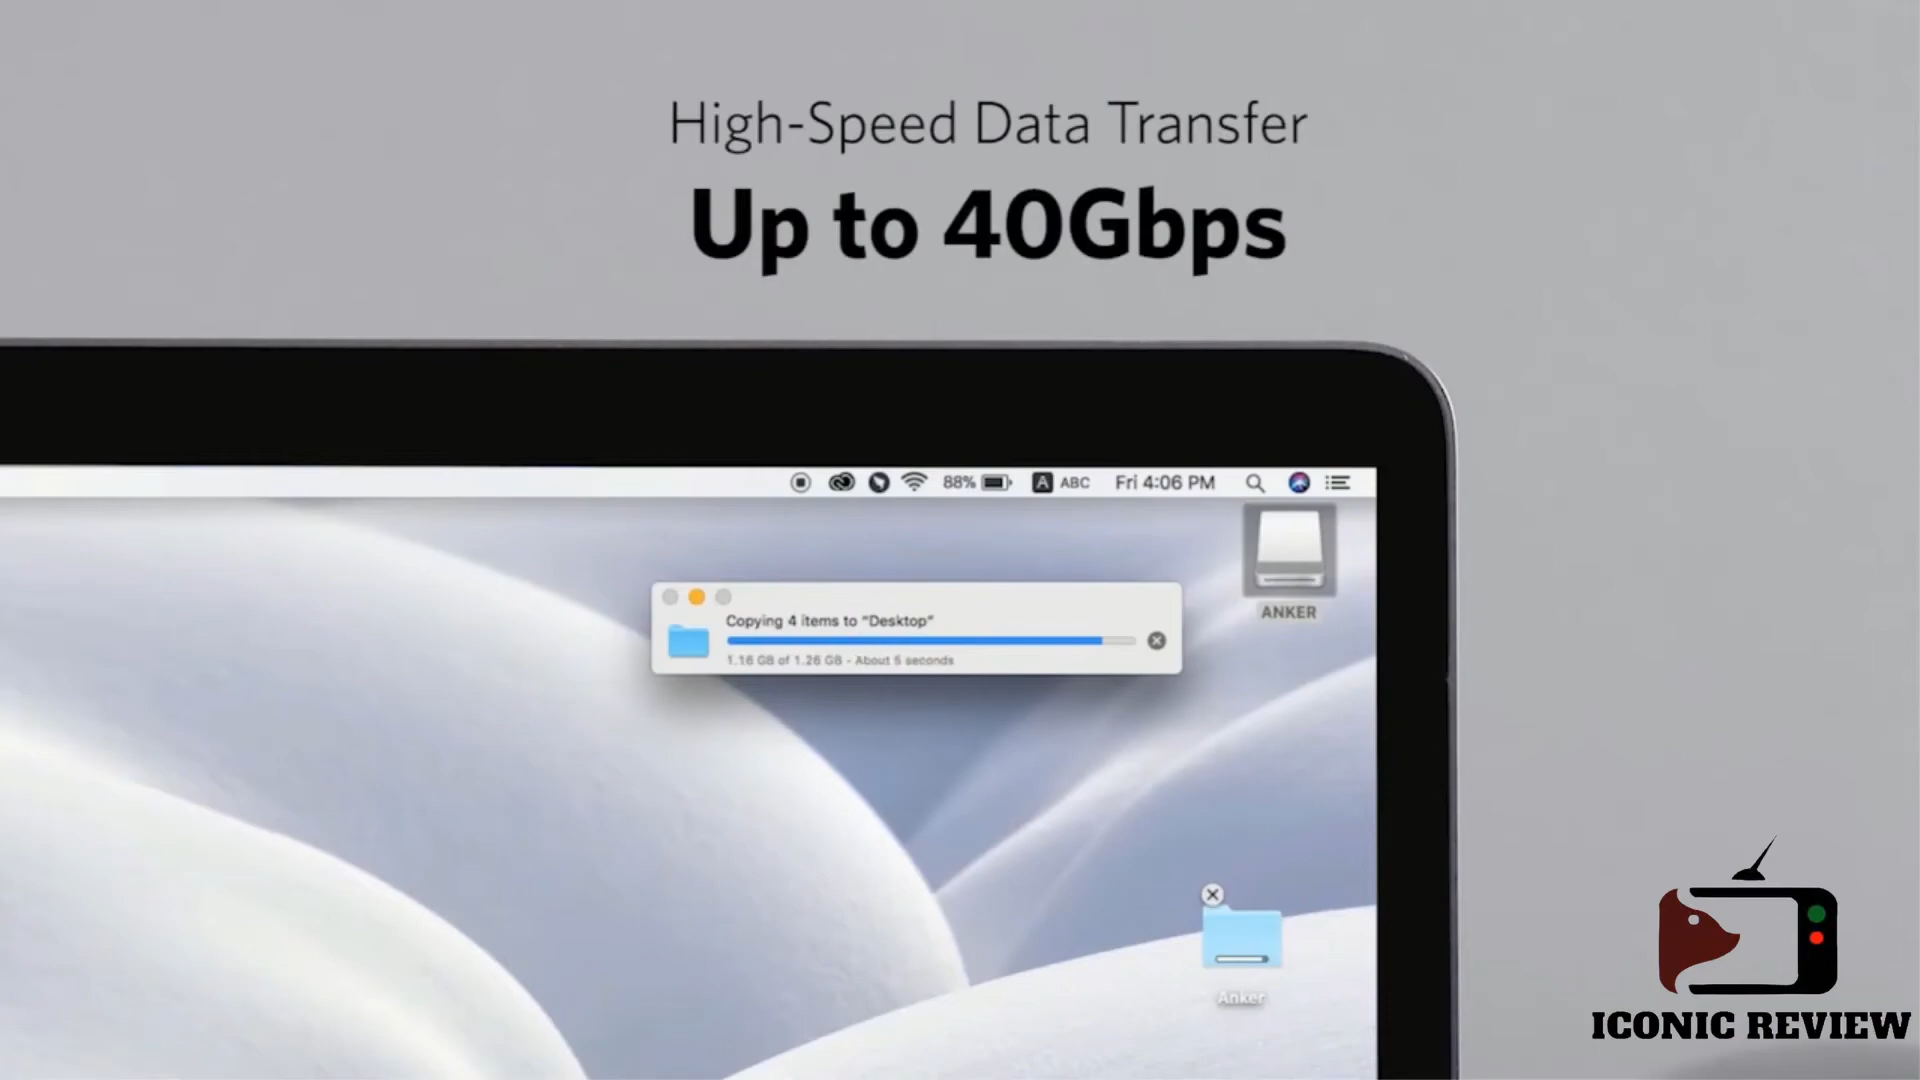 High-Speed Data Transfer
Up to 40Gbps
88% A ABC Fri 4:06 PM
ANKER
Copying 4 items to "Desktop"
1.16 GB of 1.26 GB - About 5 seconds
Anker
ICONIC REVIEW